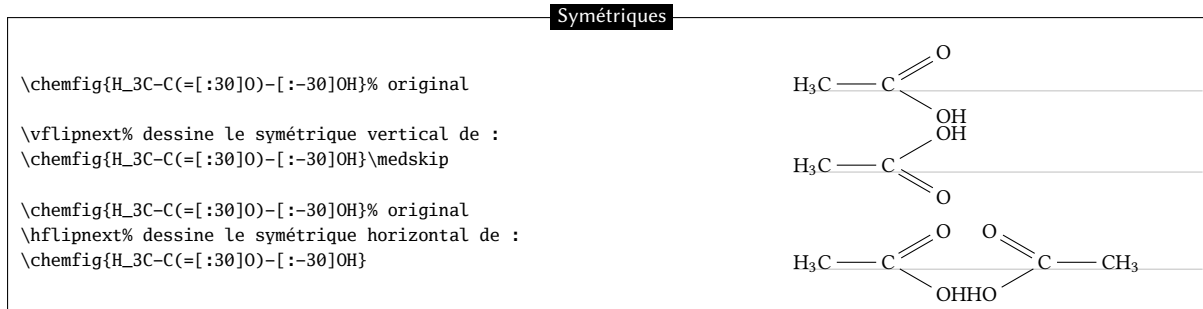 Symétriques
\chemfig{H_3C-C(=[:30]O)-[:-30]OH}% original
\vflipnext% dessine le symétrique vertical de :
\chemfig{H_3C-C(=[:30]O)-[:-30]OH}\medskip
\chemfig{H_3C-C(=[:30]O)-[:-30]OH}% original
\hflipnext% dessine le symétrique horizontal de :
\chemfig{H_3C-C(=[:30]O)-[:-30]OH}
O
H₃C C
OH
OH
H₃C C
O
O O
H₃C C C CH₃
OHHO